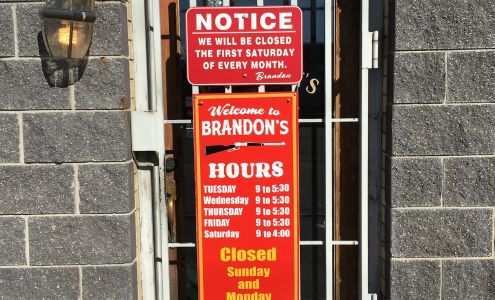 NOTICE
WE WILL BE CLOSED
THE FIRST SATURDAY
OF EVERY MONTH.
Brandon
'S
Welcome to
BRANDON'S
HOURS
TUESDAY 9 to 5:30
Wednesday 9 to 5:30
THURSDAY 9 to 5:30
FRIDAY 9 to 5:30
Saturday 9 to 4:00
Closed
Sunday
and
Monday